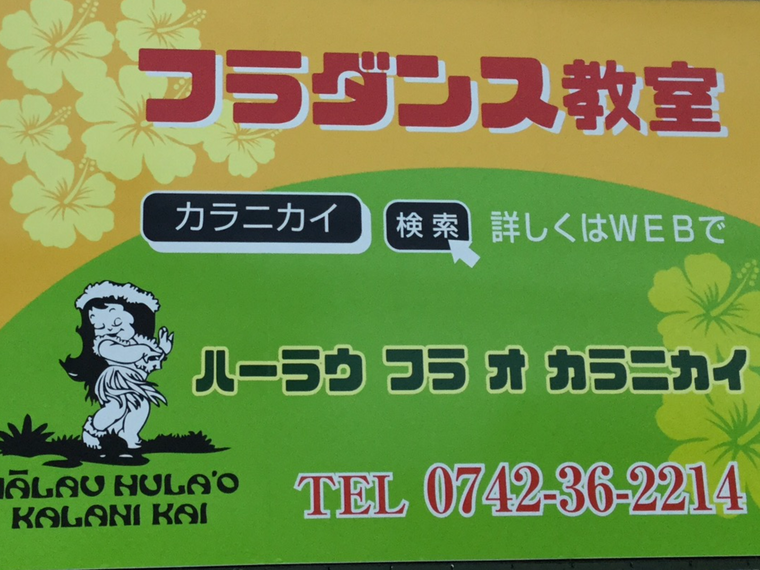 フラダンス教室
カラニカイ 検索 詳しくはWEBで
ハーラウ フラ オ カラニカイ
HĀLAU HULA'O
KALANI KAI
TEL 0742-36-2214